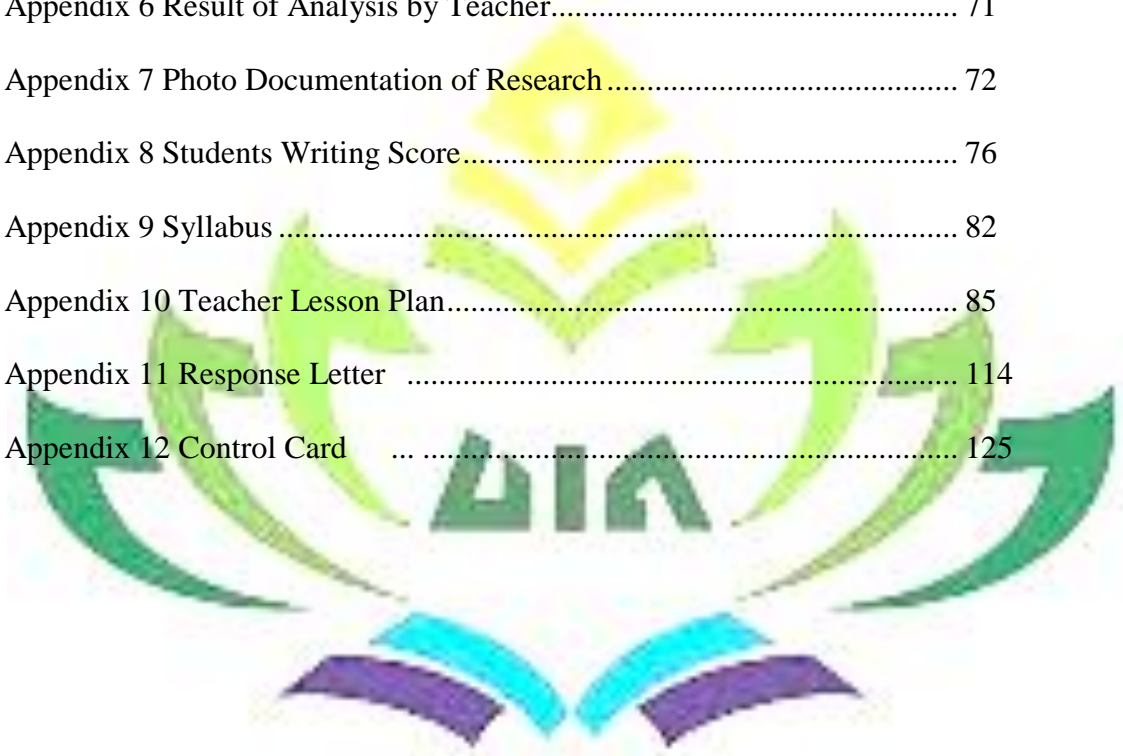 Appendix 6 Result of Analysis by Teacher................................................. 71
Appendix 7 Photo Documentation of Research ........................................... 72
Appendix 8 Students Writing Score............................................................. 76
Appendix 9 Syllabus .................................................................................... 82
Appendix 10 Teacher Lesson Plan............................................................... 85
Appendix 11 Response Letter .................................................................... 114
Appendix 12 Control Card ... .................................................................. 125